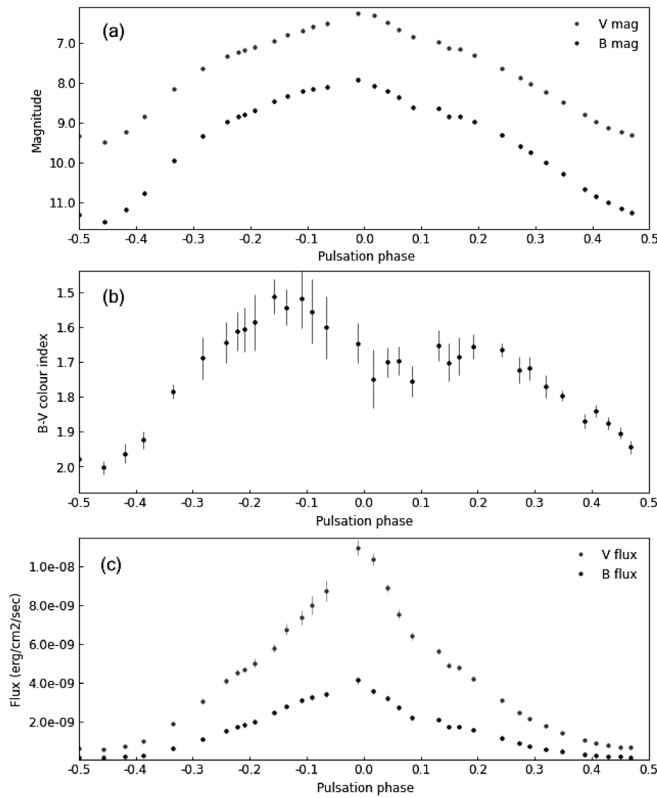 (a)
V mag
B mag
7.0
8.0
9.0
10.0
11.0
Magnitude
-0.5 -0.4 -0.3 -0.2 -0.1 0.0 0.1 0.2 0.3 0.4 0.5
Pulsation phase
(b)
1.5
1.6
1.7
1.8
1.9
2.0
B-V colour index
-0.5 -0.4 -0.3 -0.2 -0.1 0.0 0.1 0.2 0.3 0.4 0.5
Pulsation phase
(c)
V flux
B flux
1.0e-08
8.0e-09
6.0e-09
4.0e-09
2.0e-09
Flux (erg/cm2/sec)
-0.5 -0.4 -0.3 -0.2 -0.1 0.0 0.1 0.2 0.3 0.4 0.5
Pulsation phase